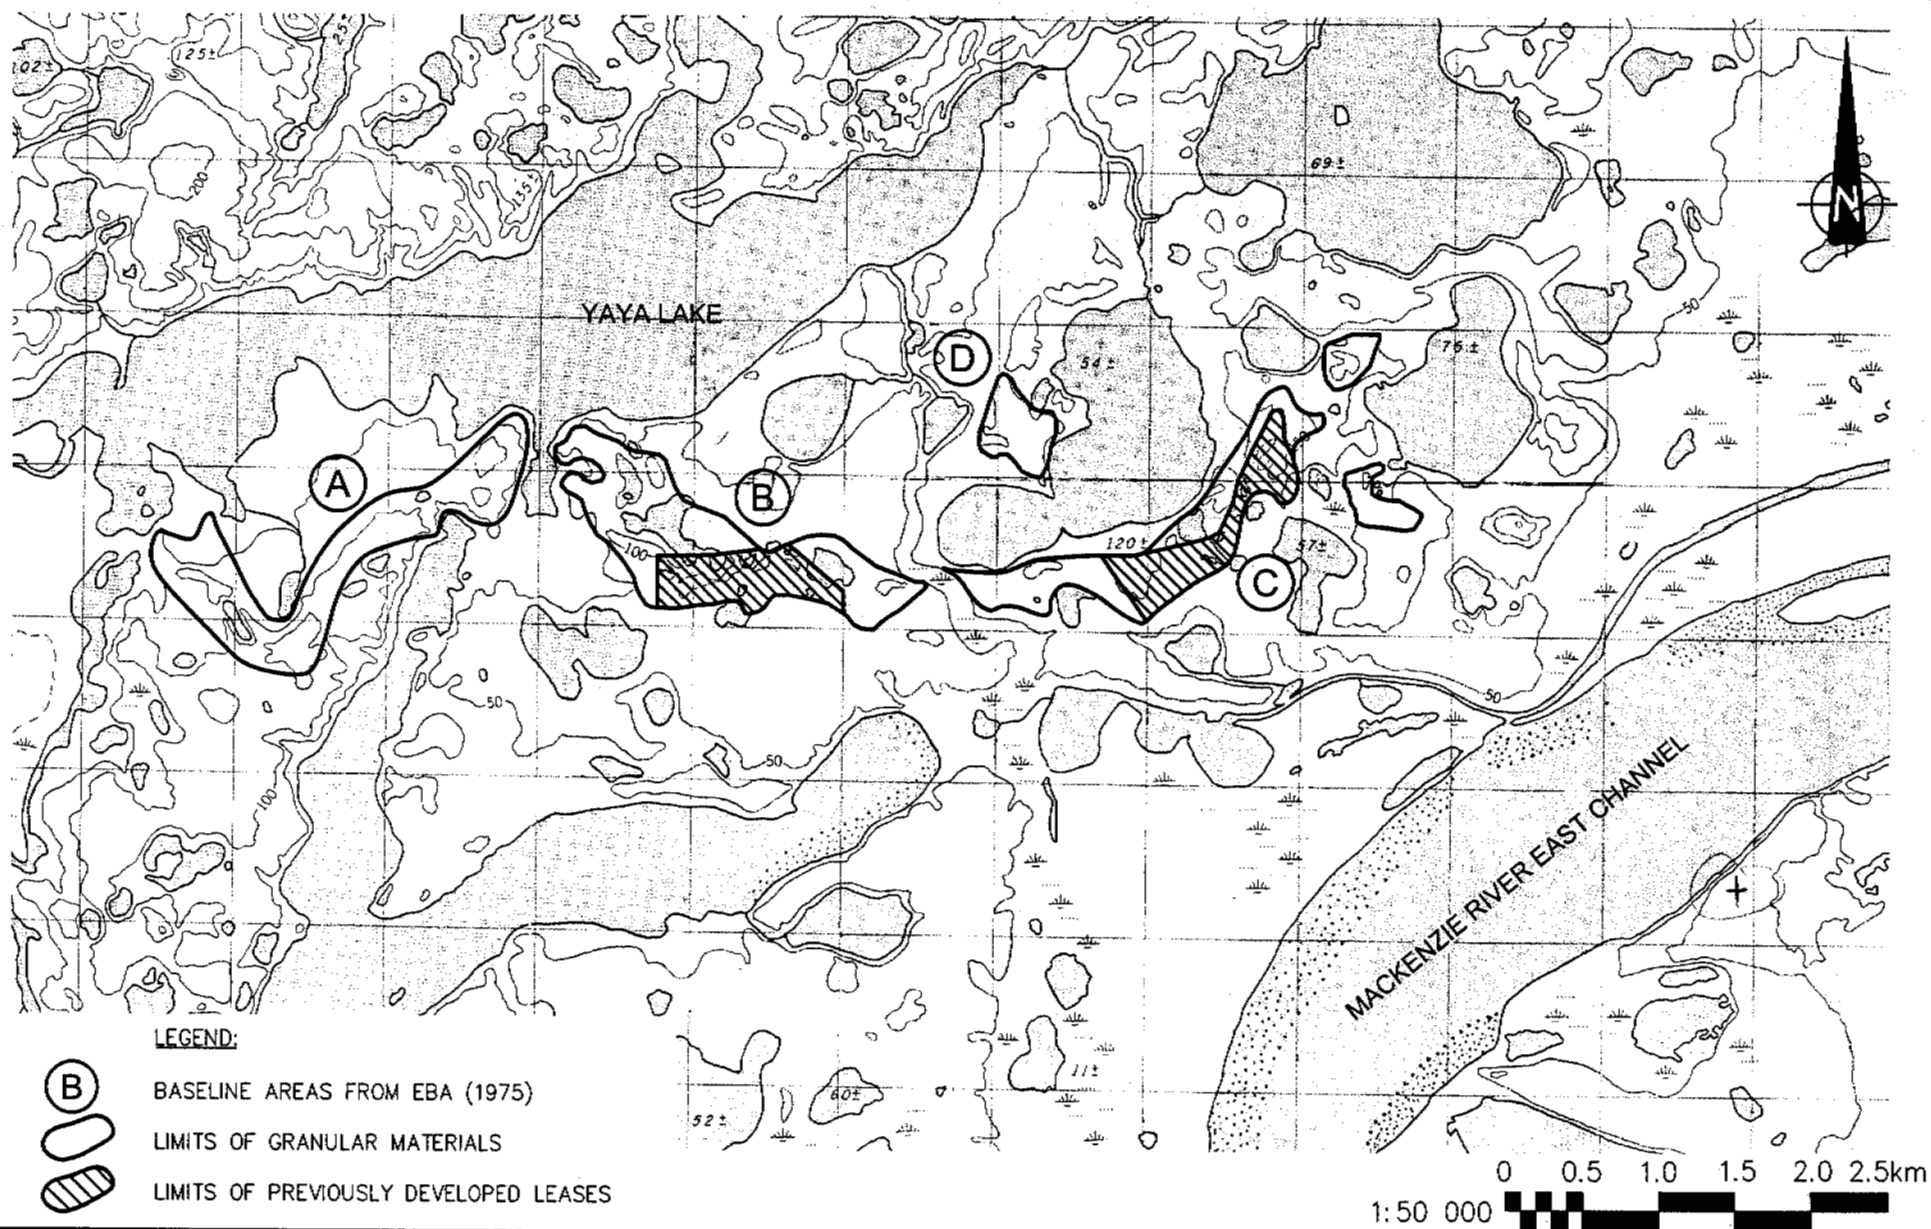 102±
125±
25
200
135±
D
69±
N
YAYA LAKE
50
D
54±
76±
A
B
100
120±
57±
C
50
50
50
100
MACKENZIE RIVER EAST CHANNEL
11±
60±
52±
LEGEND:
B BASELINE AREAS FROM EBA (1975)
LIMITS OF GRANULAR MATERIALS
LIMITS OF PREVIOUSLY DEVELOPED LEASES
0 0.5 1.0 1.5 2.0 2.5km
1:50 000